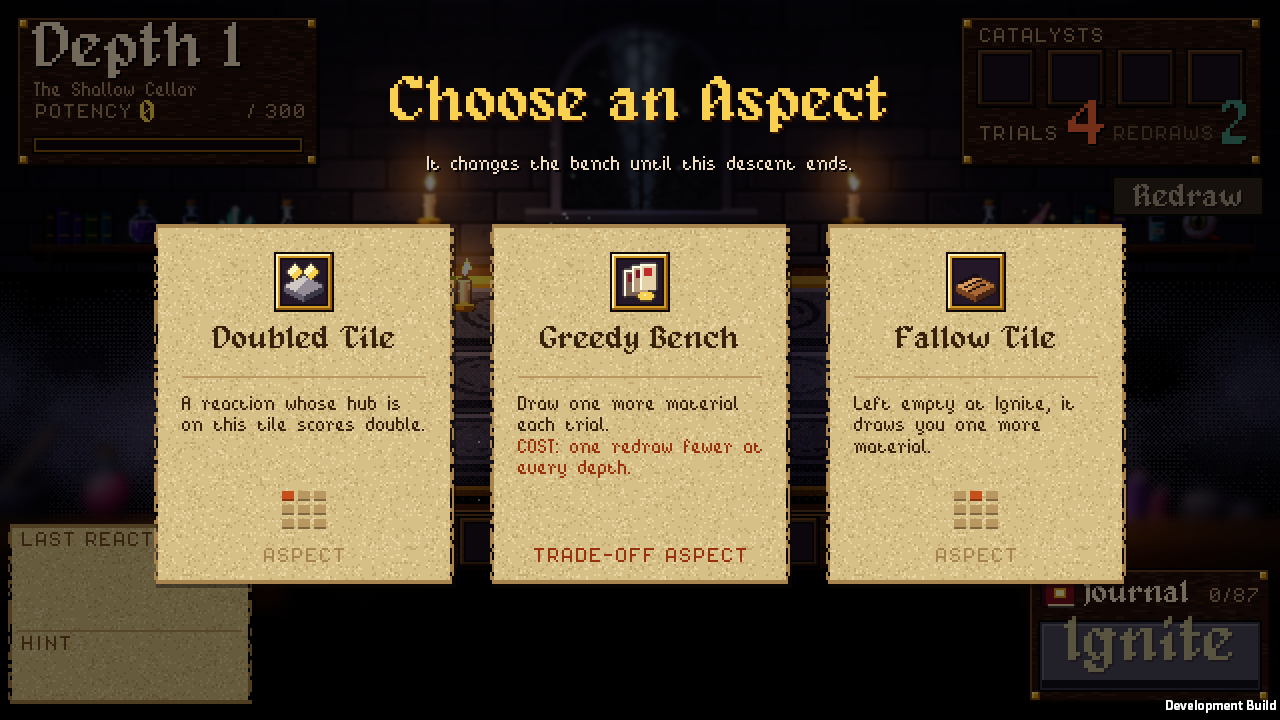 Depth 1
The Shallow Cellar
POTENCY 0 / 300
Choose an Aspect
It changes the bench until this descent ends.
CATALYSTS
TRIALS 4 REDRAWS 2
Redraw
Doubled Tile
A reaction whose hub is
on this tile scores double.
ASPECT
Greedy Bench
Draw one more material
each trial.
COST: one redraw fewer at
every depth.
TRADE-OFF ASPECT
Fallow Tile
Left empty at Ignite, it
draws you one more
material.
ASPECT
LAST REACT
HINT
Journal 0/87
Ignite
Development Build